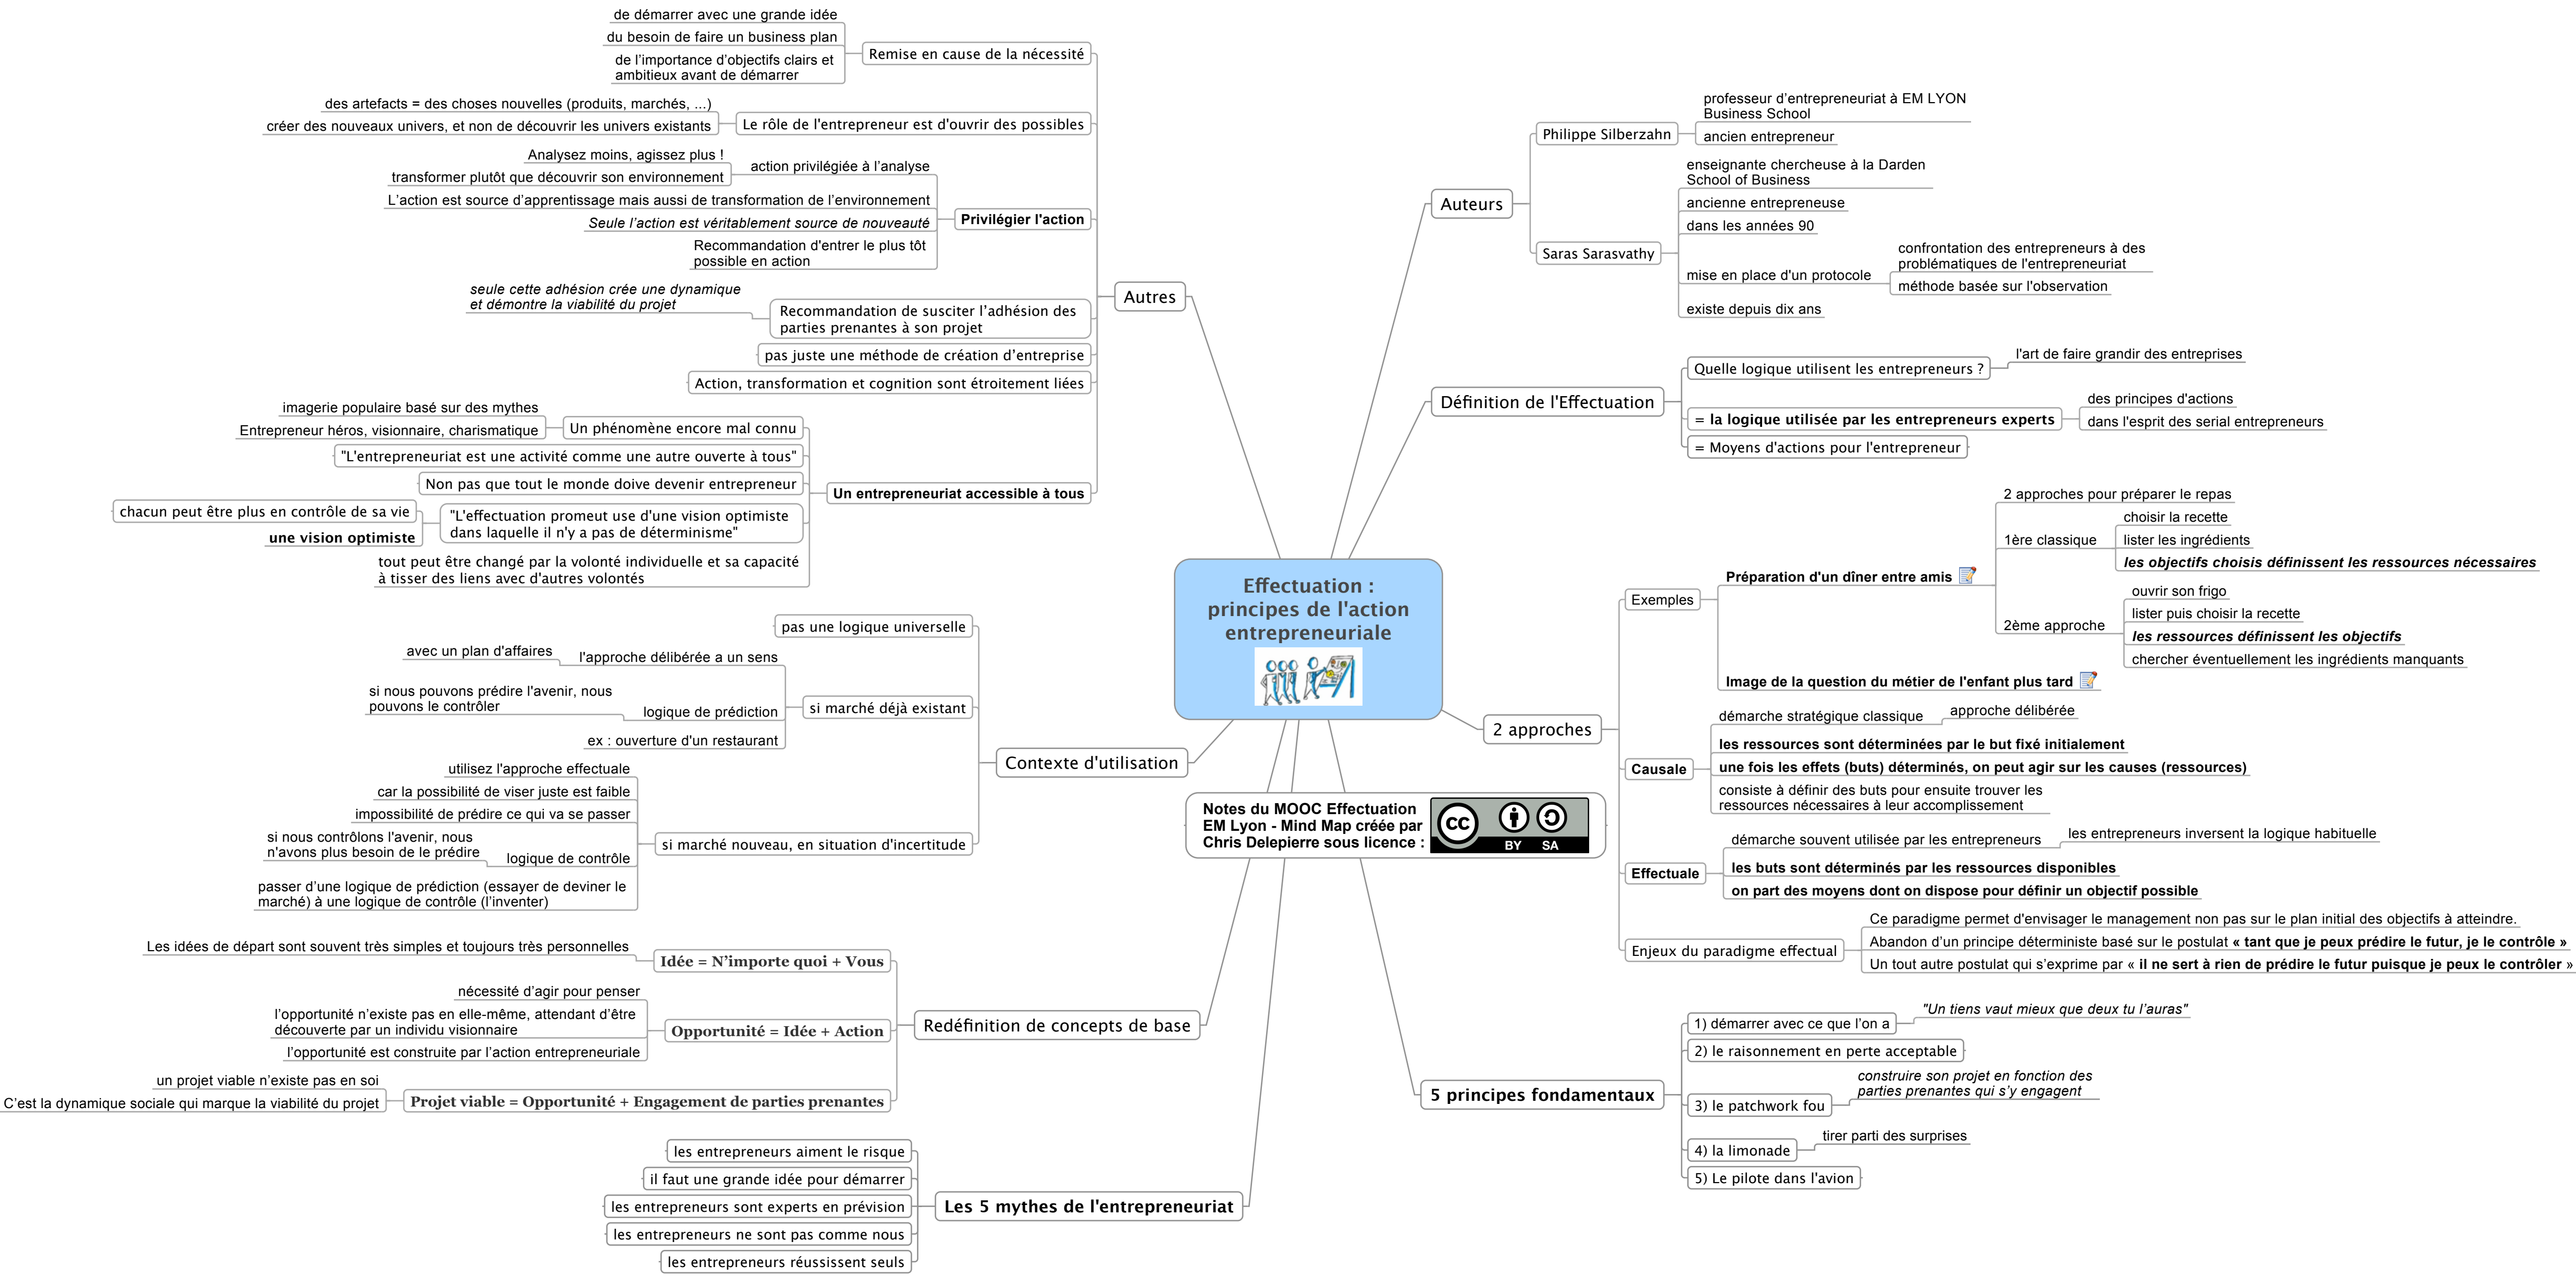 Effectuation :
principes de l'action
entrepreneuriale
Notes du MOOC Effectuation
EM Lyon - Mind Map créée par
Chris Delepierre sous licence :
cc
BY SA
Auteurs
Philippe Silberzahn
professeur d’entrepreneuriat à EM LYON
Business School
ancien entrepreneur
Saras Sarasvathy
enseignante chercheuse à la Darden
School of Business
ancienne entrepreneuse
dans les années 90
mise en place d'un protocole
confrontation des entrepreneurs à des
problématiques de l'entrepreneuriat
méthode basée sur l'observation
existe depuis dix ans
Définition de l'Effectuation
Quelle logique utilisent les entrepreneurs ?
l'art de faire grandir des entreprises
= la logique utilisée par les entrepreneurs experts
des principes d'actions
dans l'esprit des serial entrepreneurs
= Moyens d'actions pour l'entrepreneur
2 approches
Exemples
Préparation d'un dîner entre amis
2 approches pour préparer le repas
1ère classique
choisir la recette
lister les ingrédients
les objectifs choisis définissent les ressources nécessaires
2ème approche
ouvrir son frigo
lister puis choisir la recette
les ressources définissent les objectifs
chercher éventuellement les ingrédients manquants
Image de la question du métier de l'enfant plus tard
Causale
démarche stratégique classique
approche délibérée
les ressources sont déterminées par le but fixé initialement
une fois les effets (buts) déterminés, on peut agir sur les causes (ressources)
consiste à définir des buts pour ensuite trouver les
ressources nécessaires à leur accomplissement
Effectuale
démarche souvent utilisée par les entrepreneurs
les entrepreneurs inversent la logique habituelle
les buts sont déterminés par les ressources disponibles
on part des moyens dont on dispose pour définir un objectif possible
Enjeux du paradigme effectual
Ce paradigme permet d'envisager le management non pas sur le plan initial des objectifs à atteindre.
Abandon d’un principe déterministe basé sur le postulat « tant que je peux prédire le futur, je le contrôle »
Un tout autre postulat qui s’exprime par « il ne sert à rien de prédire le futur puisque je peux le contrôler »
5 principes fondamentaux
1) démarrer avec ce que l’on a
"Un tiens vaut mieux que deux tu l’auras"
2) le raisonnement en perte acceptable
3) le patchwork fou
construire son projet en fonction des
parties prenantes qui s’y engagent
4) la limonade
tirer parti des surprises
5) Le pilote dans l'avion
Autres
Remise en cause de la nécessité
de démarrer avec une grande idée
du besoin de faire un business plan
de l’importance d’objectifs clairs et
ambitieux avant de démarrer
Le rôle de l'entrepreneur est d'ouvrir des possibles
des artefacts = des choses nouvelles (produits, marchés, ...)
créer des nouveaux univers, et non de découvrir les univers existants
Privilégier l'action
action privilégiée à l’analyse
Analysez moins, agissez plus !
transformer plutôt que découvrir son environnement
L’action est source d’apprentissage mais aussi de transformation de l’environnement
Seule l’action est véritablement source de nouveauté
Recommandation d'entrer le plus tôt
possible en action
Recommandation de susciter l’adhésion des
parties prenantes à son projet
seule cette adhésion crée une dynamique
et démontre la viabilité du projet
pas juste une méthode de création d’entreprise
Action, transformation et cognition sont étroitement liées
Un entrepreneuriat accessible à tous
Un phénomène encore mal connu
imagerie populaire basé sur des mythes
Entrepreneur héros, visionnaire, charismatique
"L'entrepreneuriat est une activité comme une autre ouverte à tous"
Non pas que tout le monde doive devenir entrepreneur
"L'effectuation promeut use d'une vision optimiste
dans laquelle il n'y a pas de déterminisme"
chacun peut être plus en contrôle de sa vie
une vision optimiste
tout peut être changé par la volonté individuelle et sa capacité
à tisser des liens avec d'autres volontés
Contexte d'utilisation
pas une logique universelle
si marché déjà existant
l'approche délibérée a un sens
avec un plan d'affaires
logique de prédiction
si nous pouvons prédire l'avenir, nous
pouvons le contrôler
ex : ouverture d'un restaurant
si marché nouveau, en situation d'incertitude
utilisez l'approche effectuale
car la possibilité de viser juste est faible
impossibilité de prédire ce qui va se passer
logique de contrôle
si nous contrôlons l'avenir, nous
n'avons plus besoin de le prédire
passer d’une logique de prédiction (essayer de deviner le
marché) à une logique de contrôle (l’inventer)
Redéfinition de concepts de base
Idée = N’importe quoi + Vous
Les idées de départ sont souvent très simples et toujours très personnelles
Opportunité = Idée + Action
nécessité d’agir pour penser
l’opportunité n’existe pas en elle-même, attendant d’être
découverte par un individu visionnaire
l’opportunité est construite par l’action entrepreneuriale
Projet viable = Opportunité + Engagement de parties prenantes
un projet viable n’existe pas en soi
C’est la dynamique sociale qui marque la viabilité du projet
Les 5 mythes de l'entrepreneuriat
les entrepreneurs aiment le risque
il faut une grande idée pour démarrer
les entrepreneurs sont experts en prévision
les entrepreneurs ne sont pas comme nous
les entrepreneurs réussissent seuls